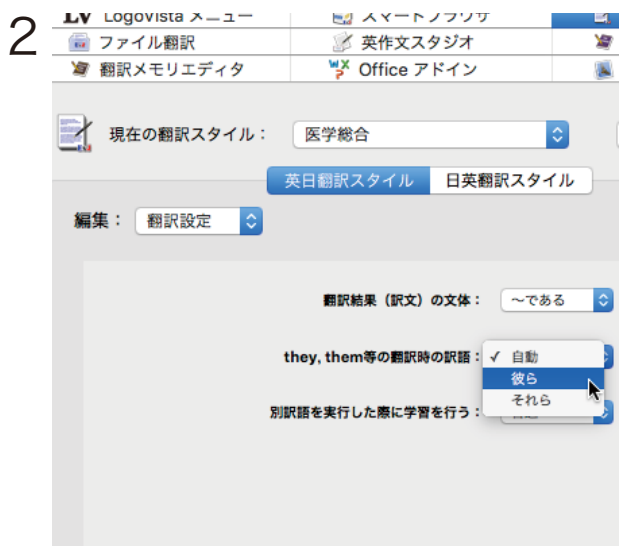 2
LogoVista メニュー スマートブラウザ
ファイル翻訳 英作文スタジオ
翻訳メモリエディタ Office アドイン
現在の翻訳スタイル： 医学総合
英日翻訳スタイル 日英翻訳スタイル
編集： 翻訳設定
翻訳結果（訳文）の文体： ～である
they, them等の翻訳時の訳語： ✓ 自動
彼ら
それら
別訳語を実行した際に学習を行う：